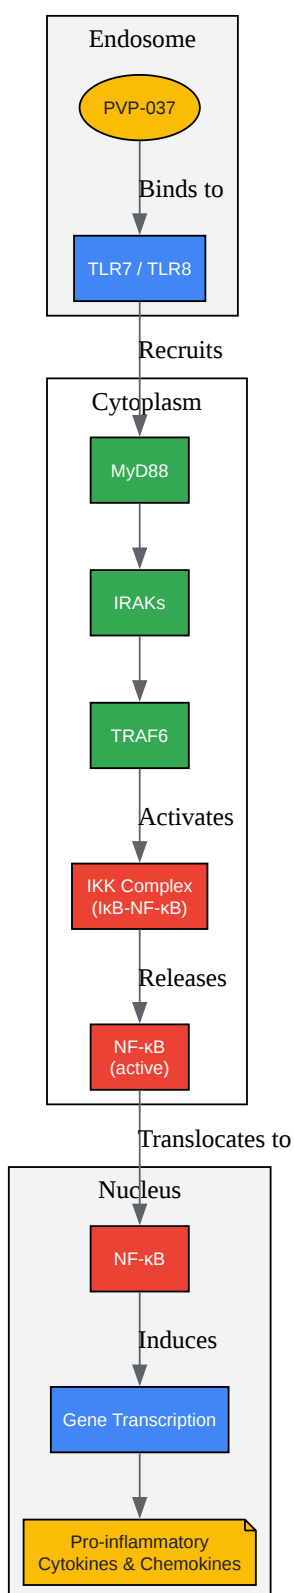 Endosome
PVP-037
Binds to
TLR7 / TLR8
Recruits
Cytoplasm
MyD88
IRAKs
TRAF6
Activates
IKK Complex
(IκB-NF-κB)
Releases
NF-κB
(active)
Translocates to
Nucleus
NF-κB
Induces
Gene Transcription
Pro-inflammatory
Cytokines & Chemokines